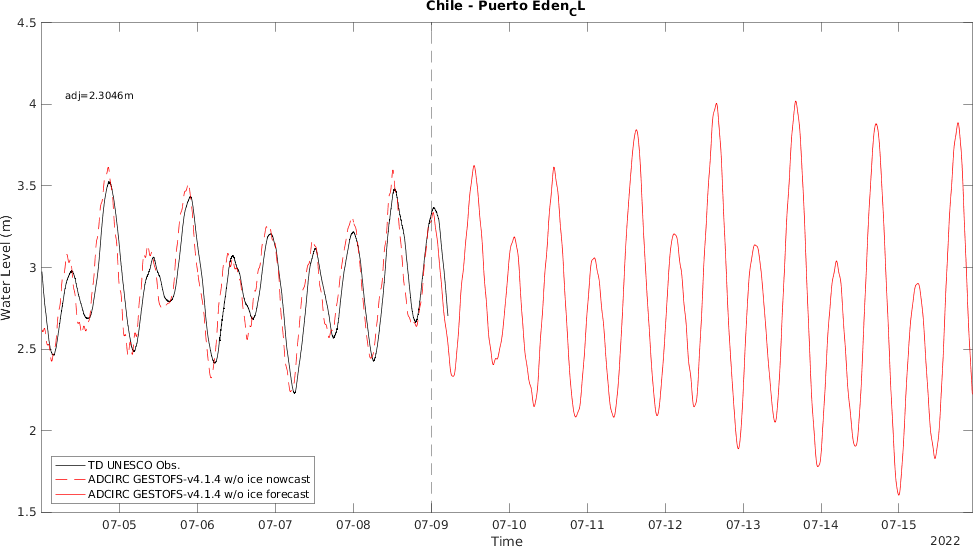 Chile - Puerto Eden_CL
4.5
4
3.5
3
2.5
2
1.5
Water Level (m)
adj=2.3046m
TD UNESCO Obs.
ADCIRC GESTOFS-v4.1.4 w/o ice nowcast
ADCIRC GESTOFS-v4.1.4 w/o ice forecast
07-05 07-06 07-07 07-08 07-09 07-10 07-11 07-12 07-13 07-14 07-15
Time
2022